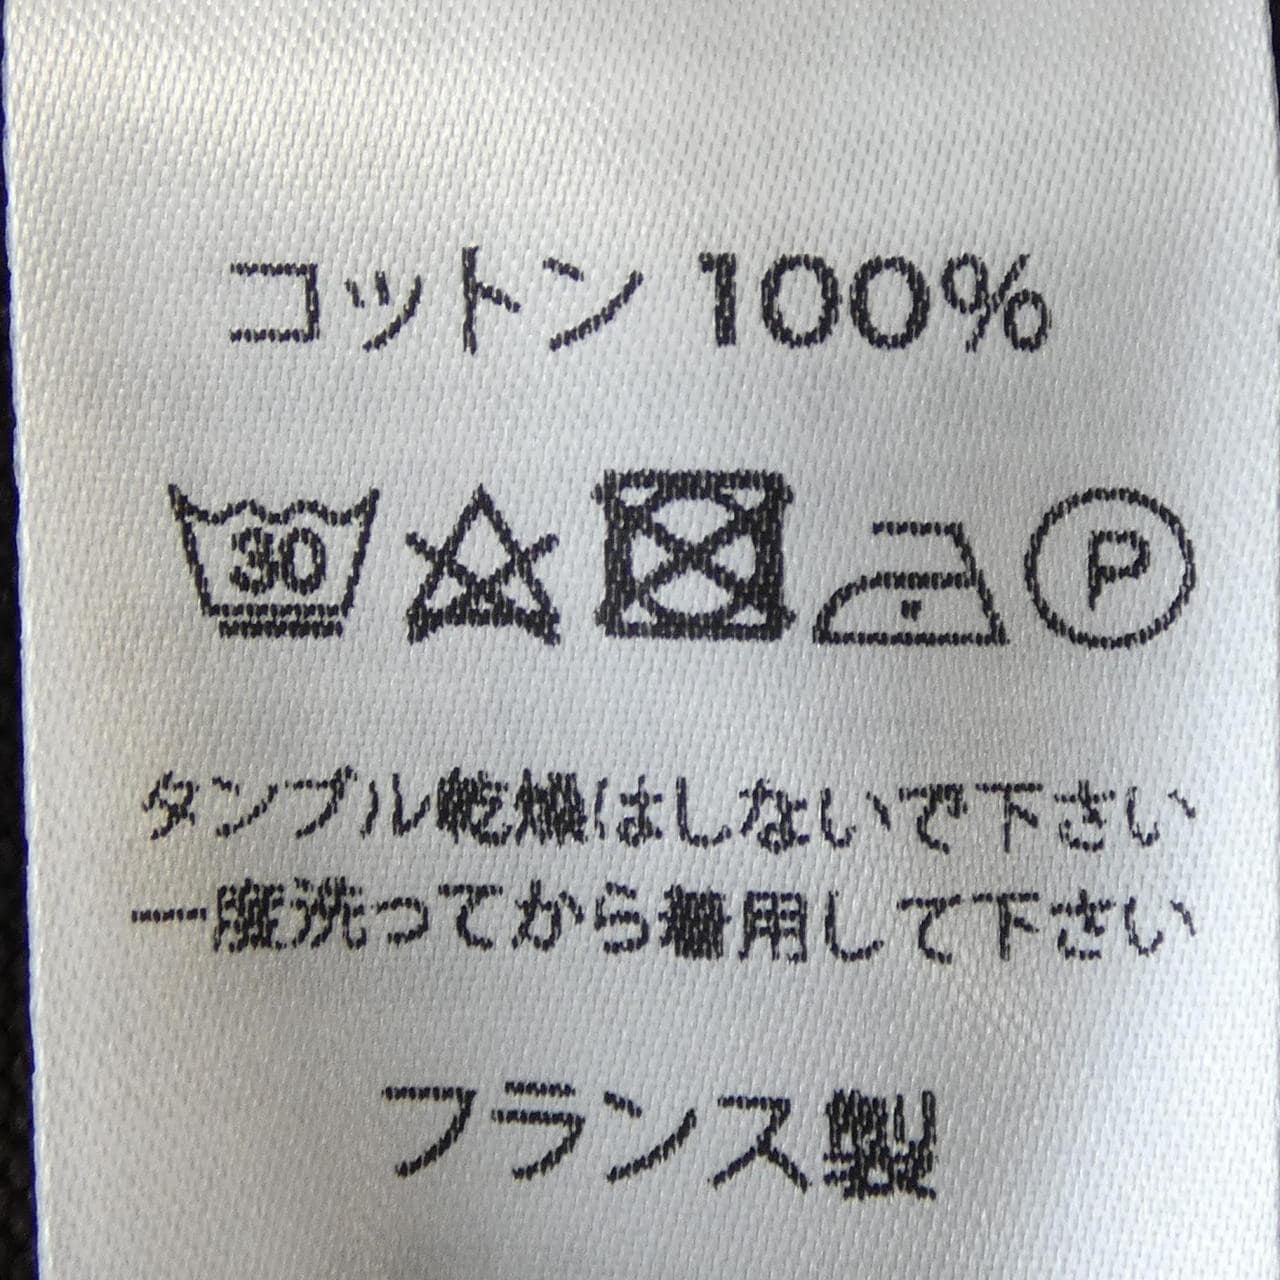 コットン 100%
30 P
タンブル乾燥はしないで下さい
一度洗ってから着用して下さい
フランス製